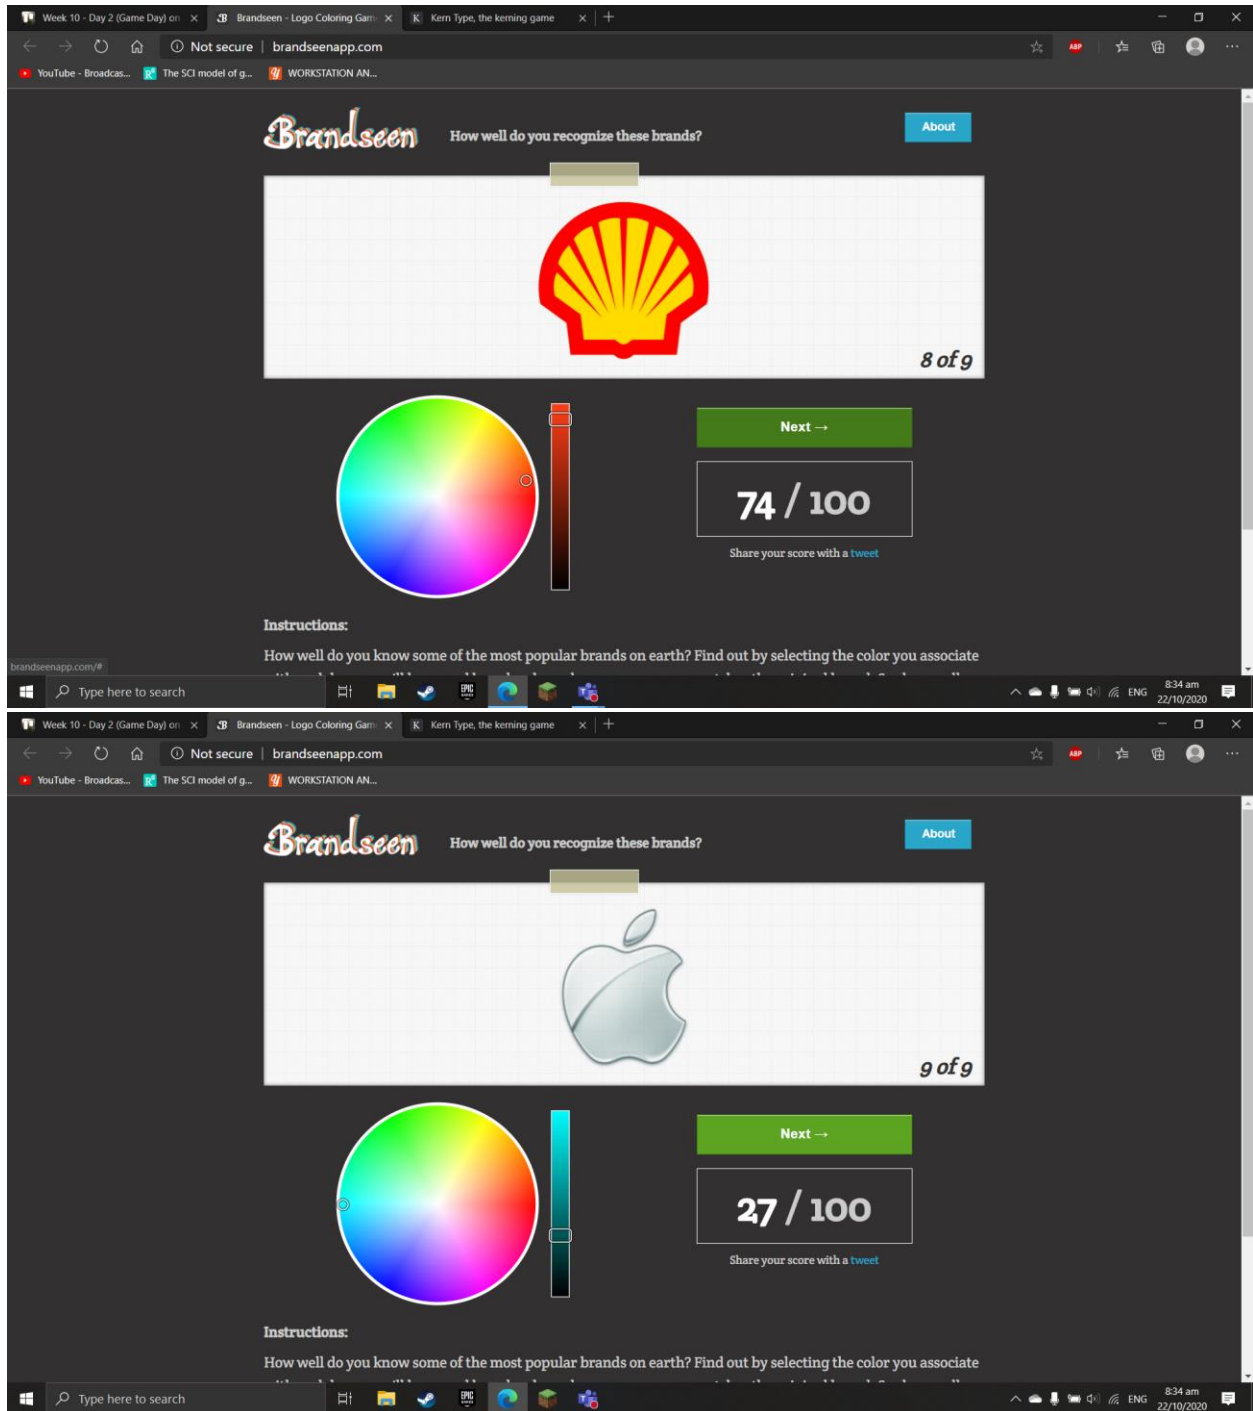 Week 10 - Day 2 (Game Day) on
Brandseen - Logo Coloring Gam
Kern Type, the kerning game
Not secure | brandseenapp.com
ABP
YouTube - Broadcas...
The SCI model of g...
WORKSTATION AN...
Brandseen
How well do you recognize these brands?
About
8 of 9
Next →
74 / 100
Share your score with a tweet
Instructions:
How well do you know some of the most popular brands on earth? Find out by selecting the color you associate
brandseenapp.com/#
Type here to search
EPIC
ENG
8:34 am
22/10/2020
Week 10 - Day 2 (Game Day) on
Brandseen - Logo Coloring Gam
Kern Type, the kerning game
Not secure | brandseenapp.com
ABP
YouTube - Broadcas...
The SCI model of g...
WORKSTATION AN...
Brandseen
How well do you recognize these brands?
About
9 of 9
Next →
27 / 100
Share your score with a tweet
Instructions:
How well do you know some of the most popular brands on earth? Find out by selecting the color you associate
Type here to search
EPIC
ENG
8:34 am
22/10/2020